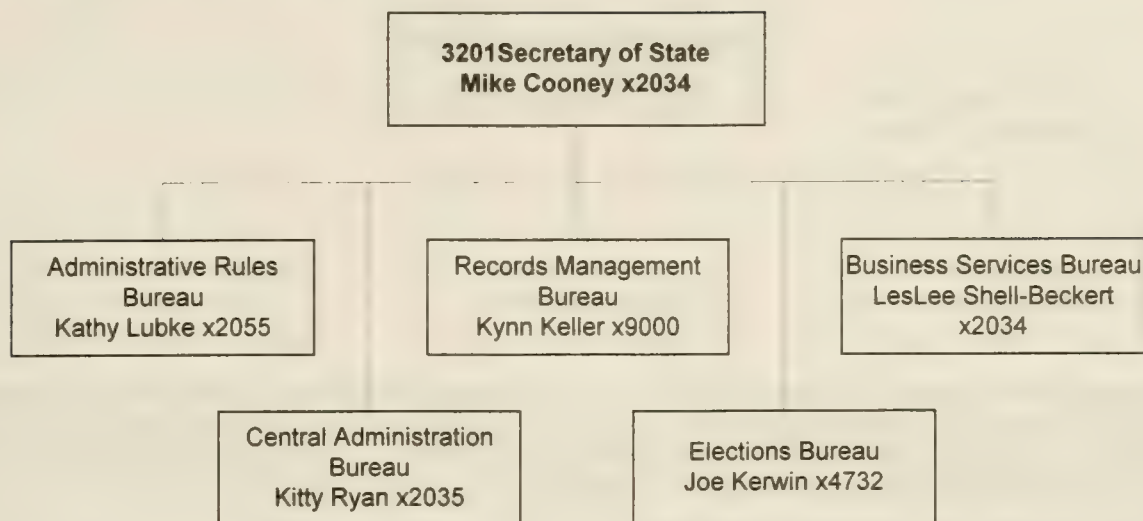 3201Secretary of State
Mike Cooney x2034
Administrative Rules
Bureau
Kathy Lubke x2055
Records Management
Bureau
Kynn Keller x9000
Business Services Bureau
LesLee Shell-Beckert
x2034
Central Administration
Bureau
Kitty Ryan x2035
Elections Bureau
Joe Kerwin x4732